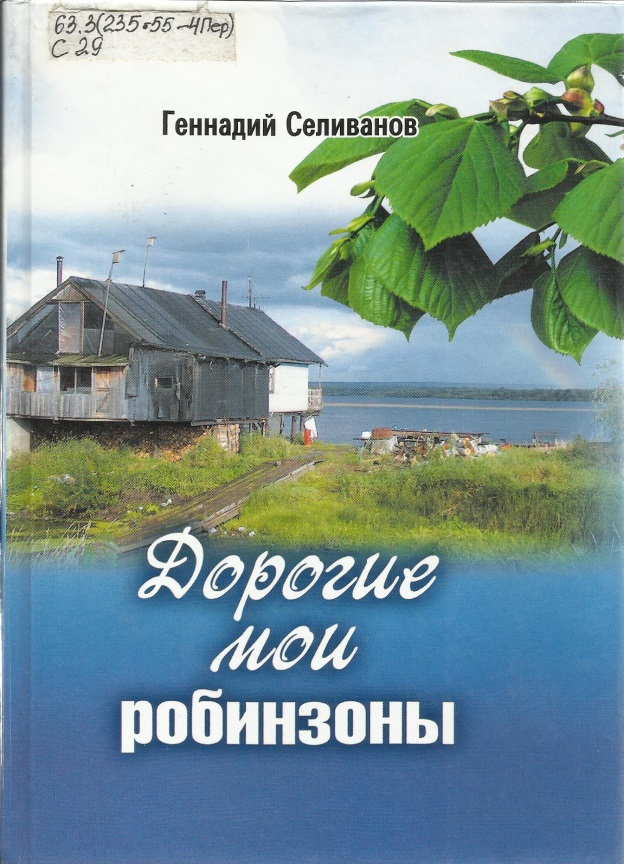 63.3(235.55-4Пер)
С 29
Геннадий Селиванов
Дорогие
мои
робинзоны